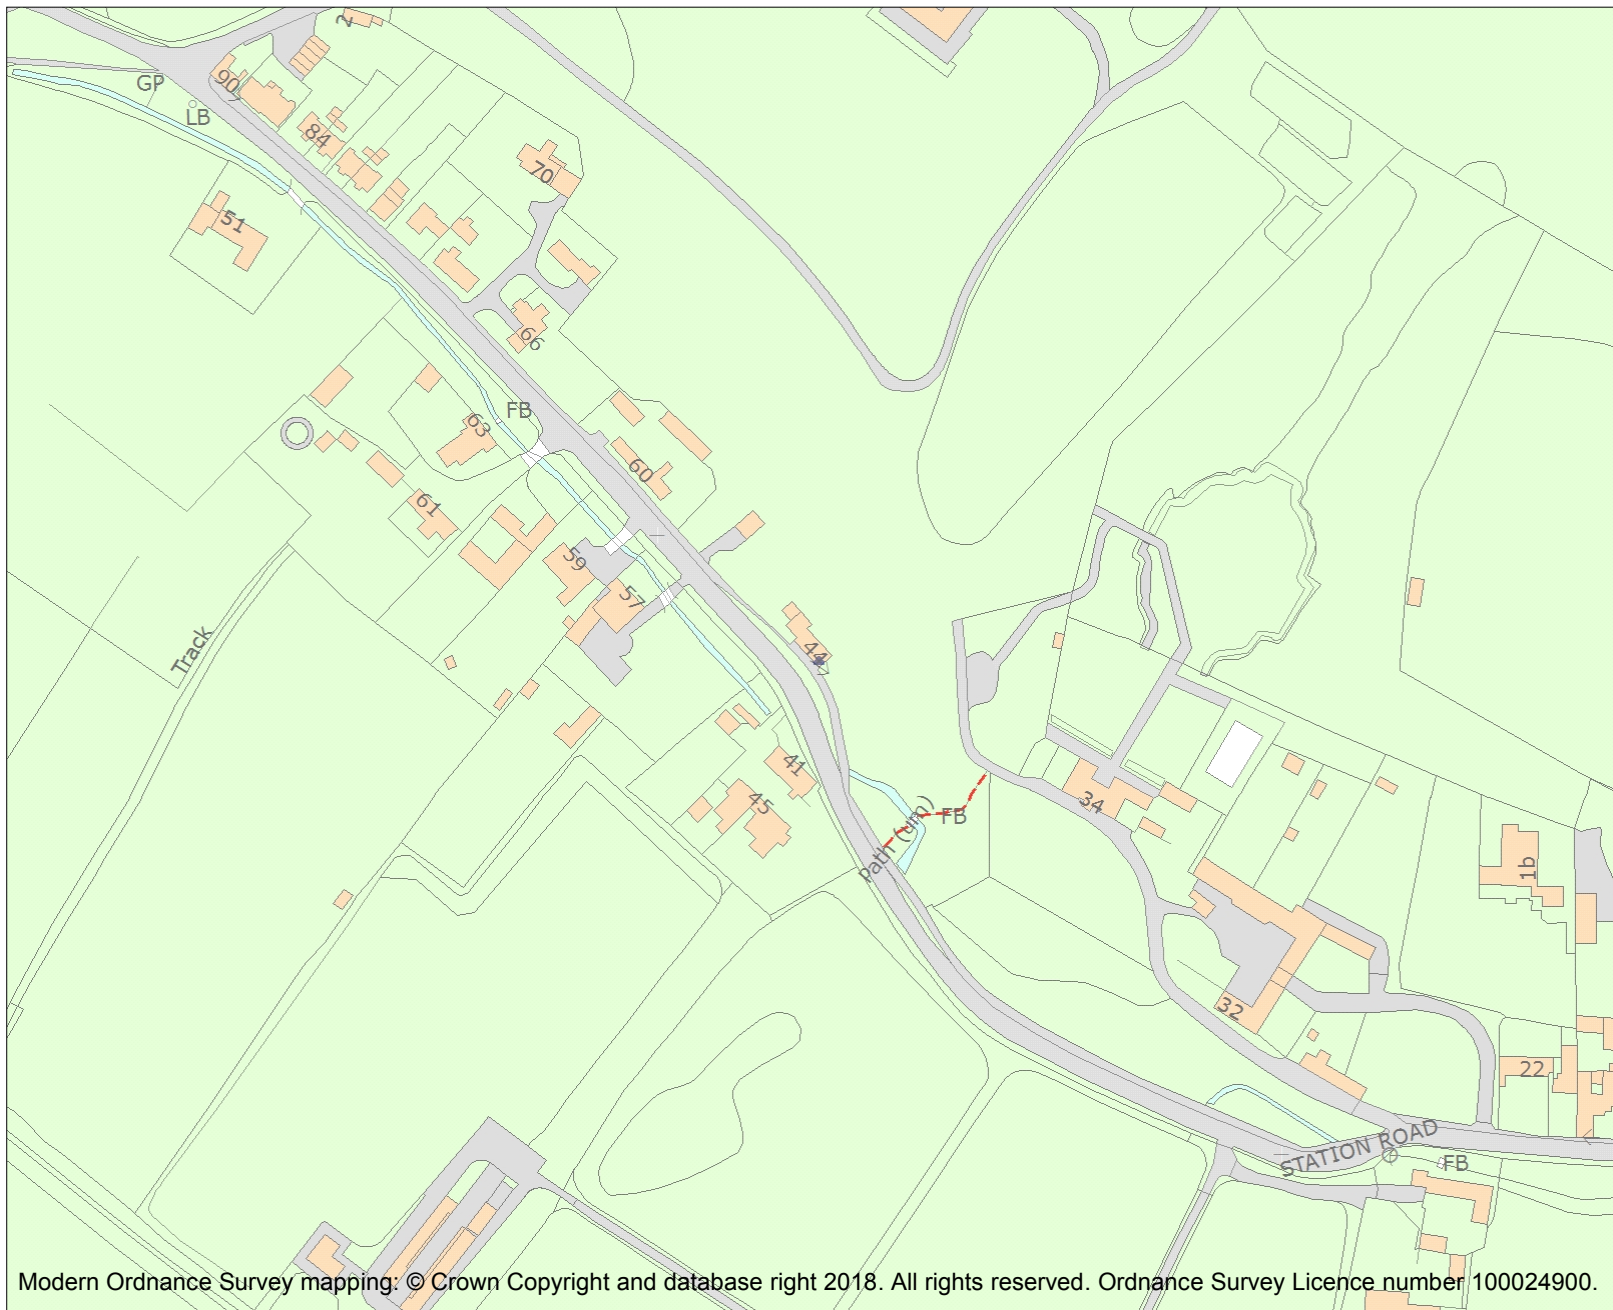 2
90
GP
LB
84
70
51
66
FB
63
60
61
59
57
Track
44
41
45
34
path (um)
FB
1b
32
22
STATION ROAD
FB
Modern Ordnance Survey mapping: © Crown Copyright and database right 2018. All rights reserved. Ordnance Survey Licence number 100024900.